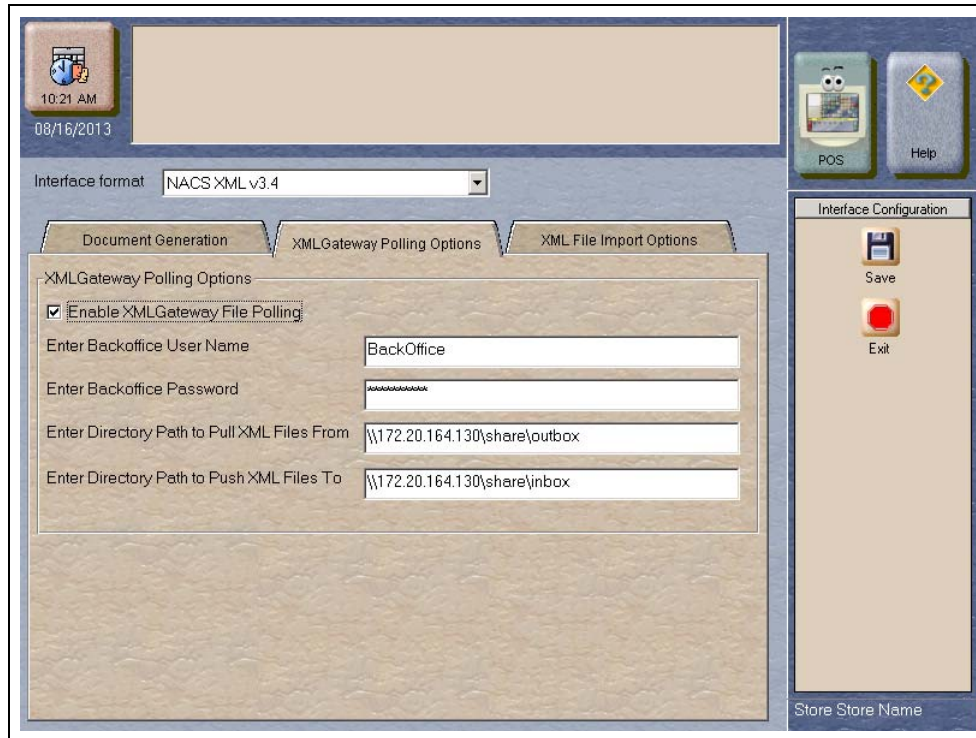 10:21 AM
08/16/2013
POS
Help
Interface format
NACS XML v3.4
Document Generation
XMLGateway Polling Options
XML File Import Options
XMLGateway Polling Options
Enable XMLGateway File Polling
Enter Backoffice User Name
BackOffice
Enter Backoffice Password
**********
Enter Directory Path to Pull XML Files From
\\172.20.164.130\share\outbox
Enter Directory Path to Push XML Files To
\\172.20.164.130\share\inbox
Interface Configuration
Save
Exit
Store Store Name